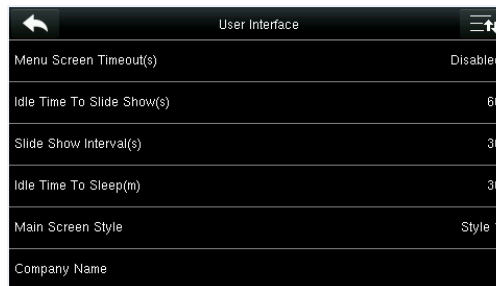 User Interface
Menu Screen Timeout(s)
Idle Time To Slide Show(s)
Slide Show Interval(s)
Idle Time To Sleep(m)
Main Screen Style Style
Company Name